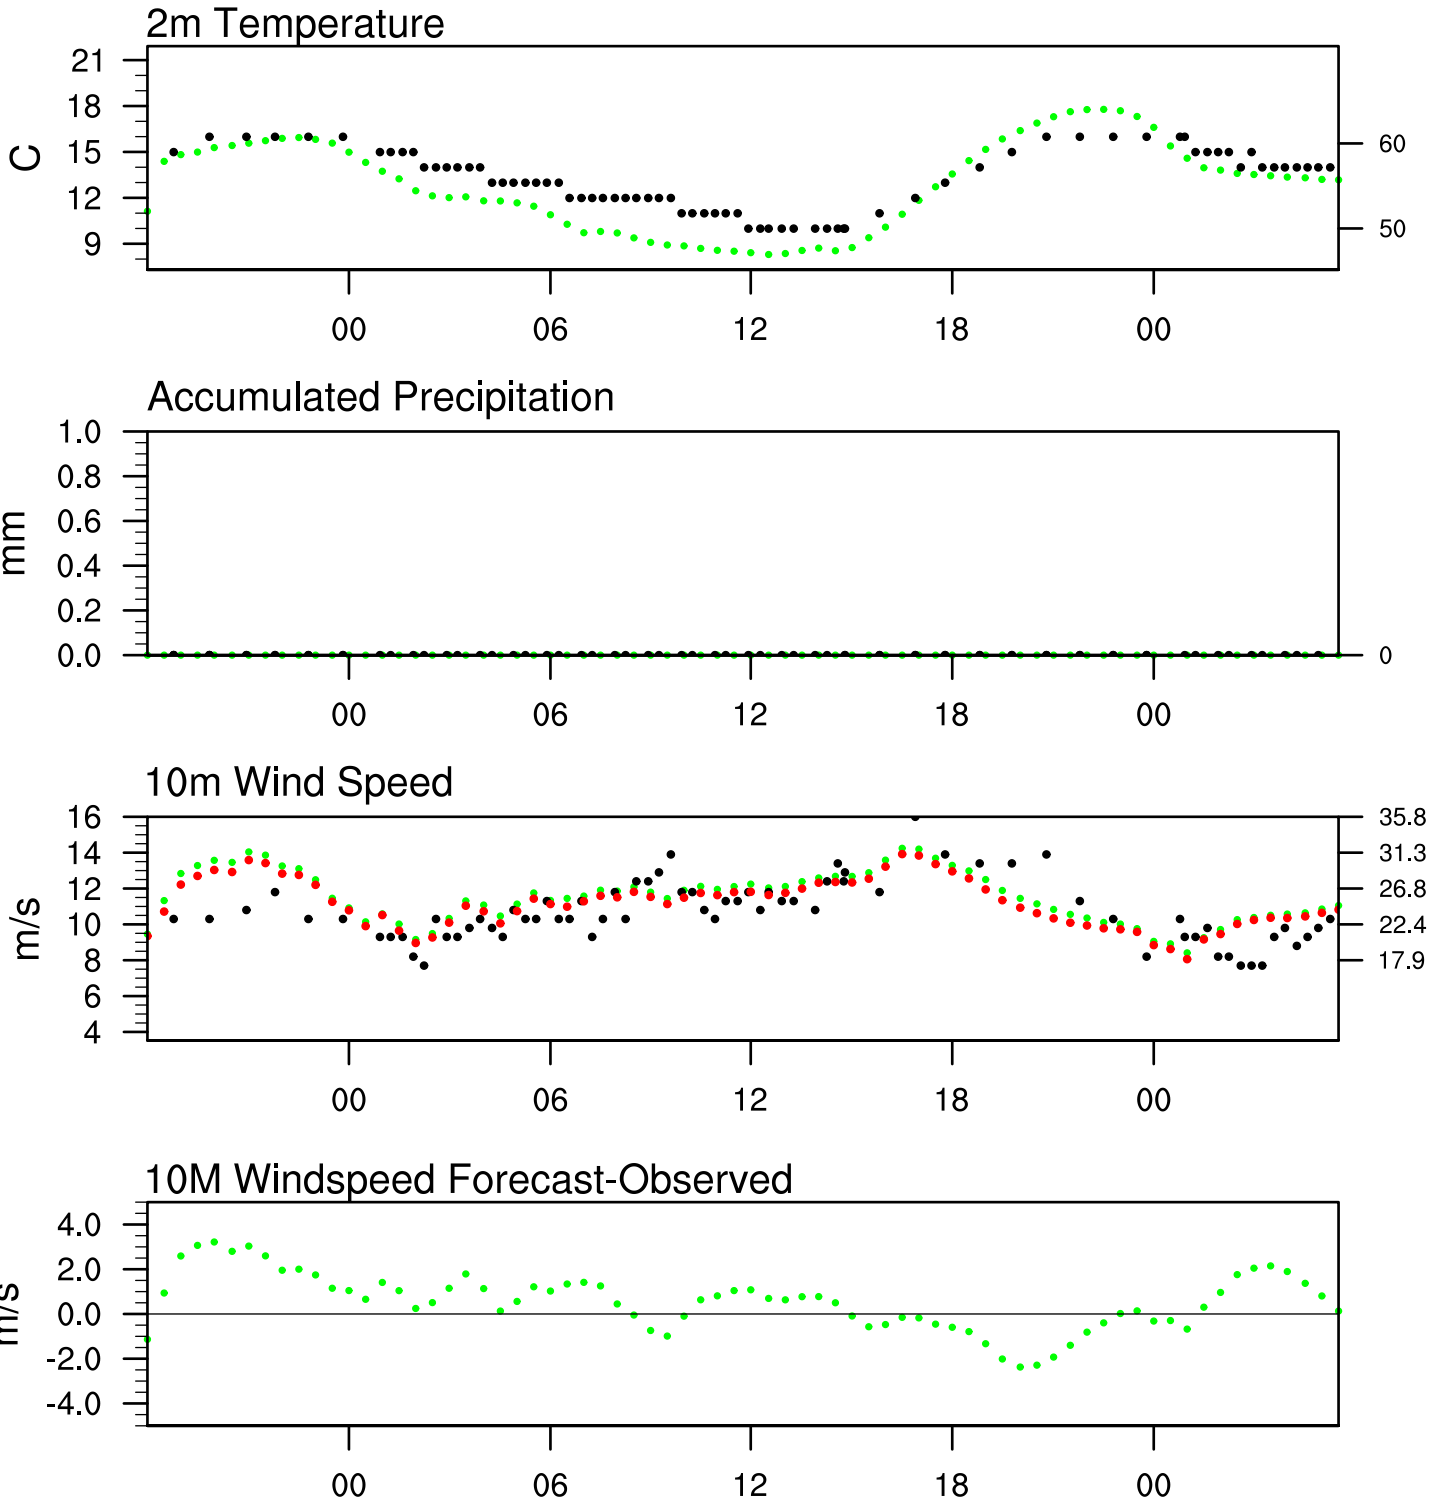 2m Temperature
21
18
15
12
9
C
60
50
00 06 12 18 00
Accumulated Precipitation
1.0
0.8
0.6
0.4
0.2
0.0
mm
0
00 06 12 18 00
10m Wind Speed
16
14
12
10
8
6
4
m/s
35.8
31.3
26.8
22.4
17.9
00 06 12 18 00
10M Windspeed Forecast-Observed
4.0
2.0
0.0
-2.0
-4.0
m/s
00 06 12 18 00